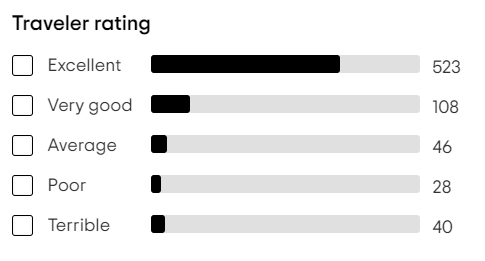 Traveler rating
Excellent 523
Very good 108
Average 46
Poor 28
Terrible 40